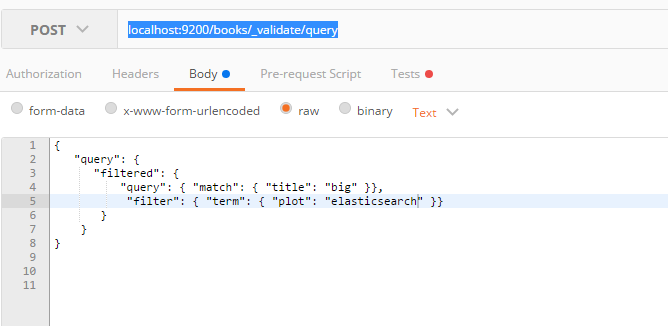 POST localhost:9200/books/_validate/query
Authorization Headers Body Pre-request Script Tests
form-data x-www-form-urlencoded raw binary Text
1 {
2 "query": {
3 "filtered": {
4 "query": { "match": { "title": "big" }},
5 "filter": { "term": { "plot": "elasticsearch" }}
6 }
7 }
8 }
9
10
11